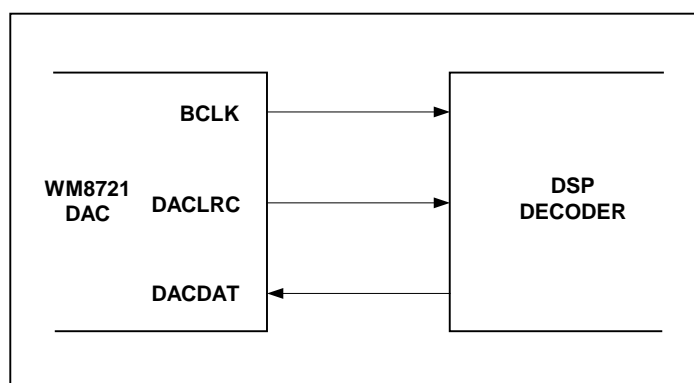 BCLK
WM8721
DAC
DACLRC
DACDAT
DSP
DECODER